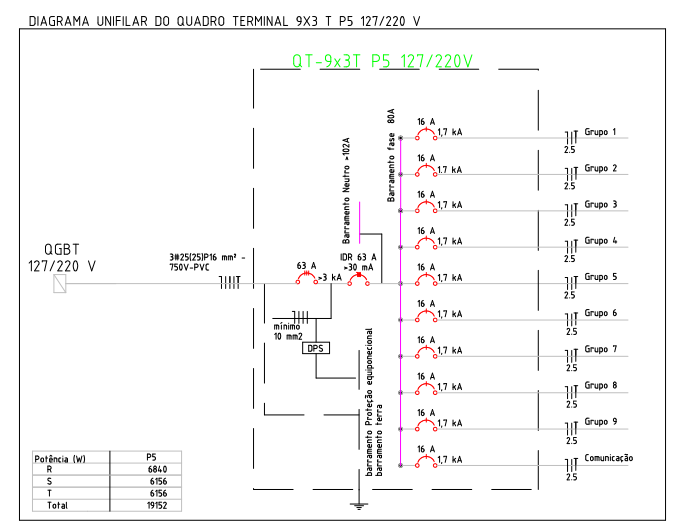 DIAGRAMA UNIFILAR DO QUADRO TERMINAL 9X3 T P5 127/220 V
QT-9x3T P5 127/220V
Barramento fase 80A
Barramento Neutro >102A
16 A
1,7 kA
2.5
Grupo 1
16 A
1,7 kA
2.5
Grupo 2
16 A
1,7 kA
2.5
Grupo 3
16 A
1,7 kA
2.5
Grupo 4
QGBT
127/220 V
3#25(25)P16 mm² -
750V-PVC
63 A
>3 kA
IDR 63 A
>30 mA
16 A
1,7 kA
2.5
Grupo 5
16 A
1,7 kA
2.5
Grupo 6
mínimo
10 mm2
DPS
16 A
1,7 kA
2.5
Grupo 7
16 A
1,7 kA
2.5
Grupo 8
16 A
1,7 kA
2.5
Grupo 9
16 A
1,7 kA
2.5
Comunicação
barramento Proteção equiponecional
barramento terra
Potência (W) P5
R 6840
S 6156
T 6156
Total 19152